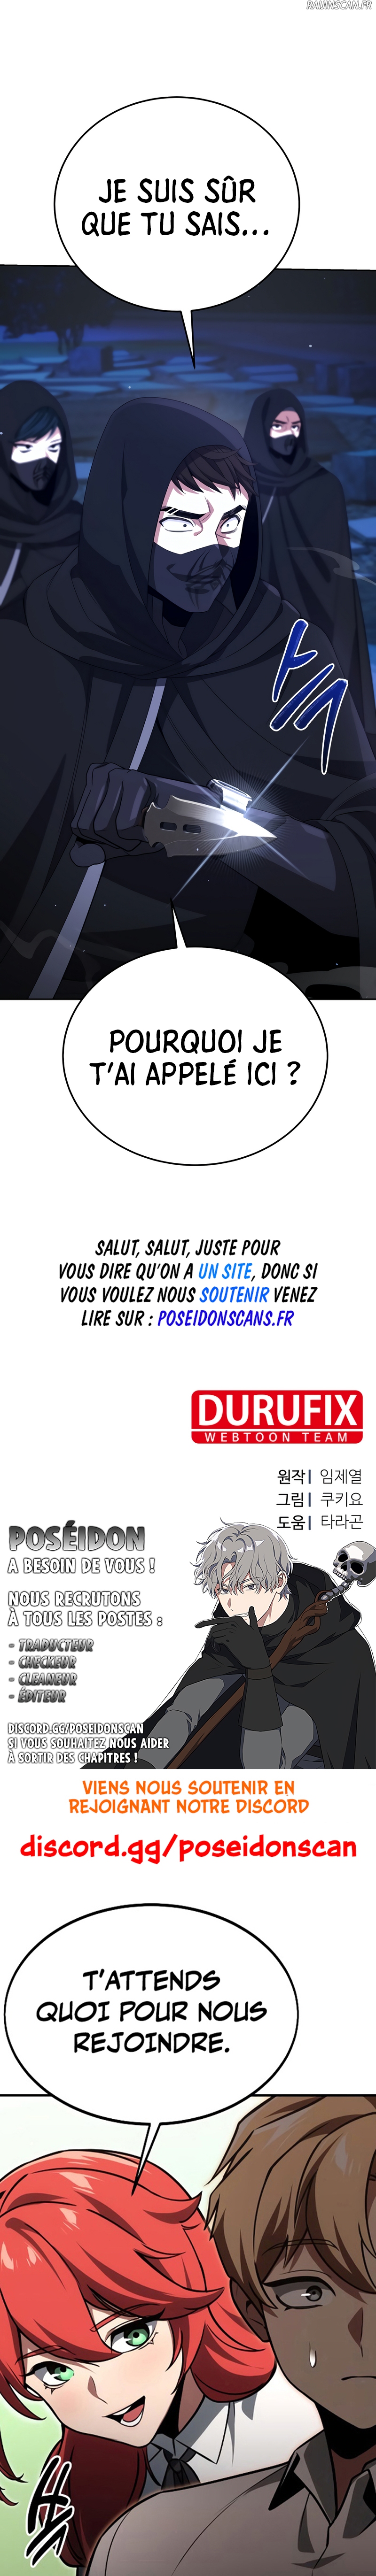 RAIJINSCAN.FR
JE SUIS SÛR
QUE TU SAIS...
POURQUOI JE
T'AI APPELÉ ICI ?
SALUT, SALUT, JUSTE POUR
VOUS DIRE QU'ON A UN SITE, DONC SI
VOUS VOULEZ NOUS SOUTENIR VENEZ
LIRE SUR : POSEIDONSCANS.FR
DURUFIX
WEBTOON TEAM
원작 | 임제열
그림 | 쿠키요
도움 | 타라곤
POSÉIDON
A BESOIN DE VOUS !
NOUS RECRUTONS
À TOUS LES POSTES :
- TRADUCTEUR
- CHECKEUR
- CLEANEUR
- ÉDITEUR
DISCORD.GG/POSEIDONSCAN
SI VOUS SOUHAITEZ NOUS AIDER
À SORTIR DES CHAPITRES !
VIENS NOUS SOUTENIR EN
REJOIGNANT NOTRE DISCORD
discord.gg/poseidonscan
T'ATTENDS
QUOI POUR NOUS
REJOINDRE.